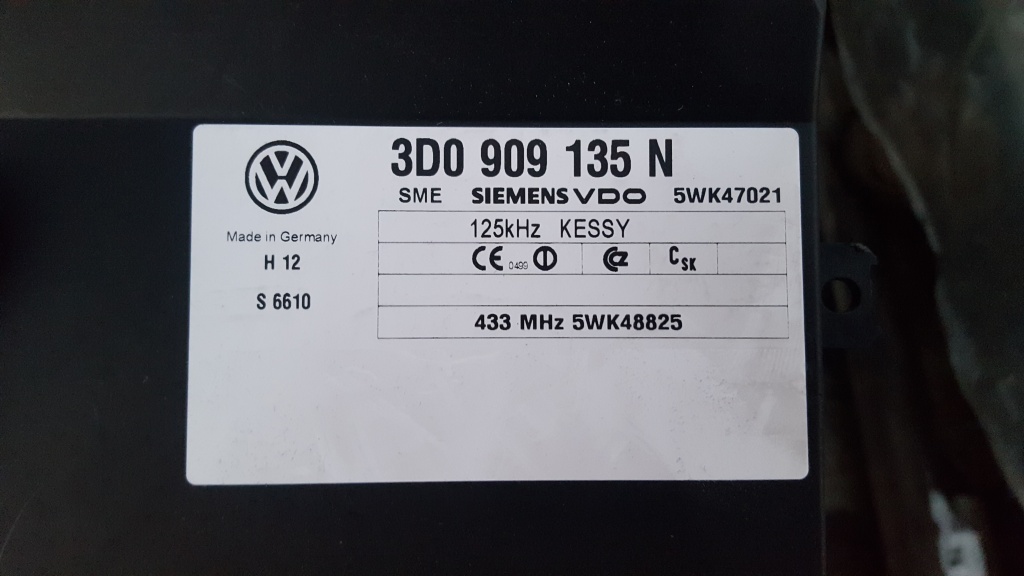 3D0 909 135 N
SME SIEMENS VDO 5WK47021
Made in Germany
H 12
S 6610
125kHz KESSY
CE 0499
CZ CSK
433 MHz 5WK48825